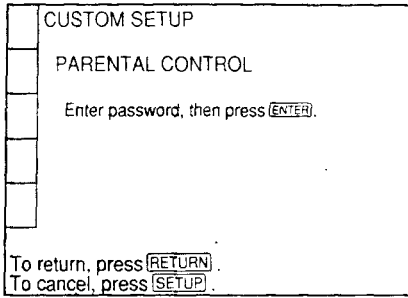 CUSTOM SETUP
PARENTAL CONTROL
Enter password, then press ENTER.
To return, press RETURN.
To cancel, press SETUP.